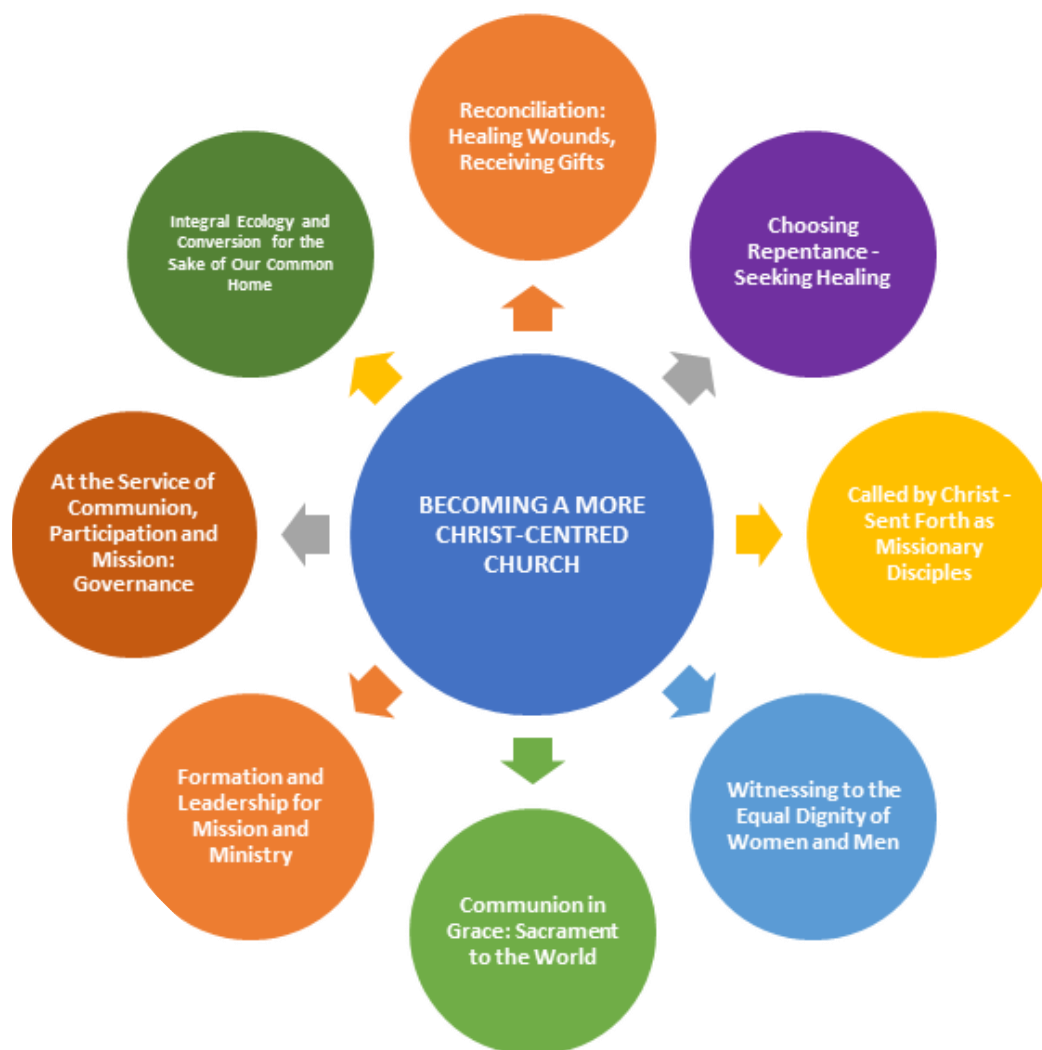 Reconciliation:
Healing Wounds,
Receiving Gifts
Choosing
Repentance -
Seeking Healing
Called by Christ -
Sent Forth as
Missionary
Disciples
Witnessing to the
Equal Dignity of
Women and Men
Communion in
Grace: Sacrament
to the World
Formation and
Leadership for
Mission and
Ministry
At the Service of
Communion,
Participation and
Mission:
Governance
Integral Ecology and
Conversion for the
Sake of Our Common
Home
BECOMING A MORE
CHRIST-CENTRED
CHURCH